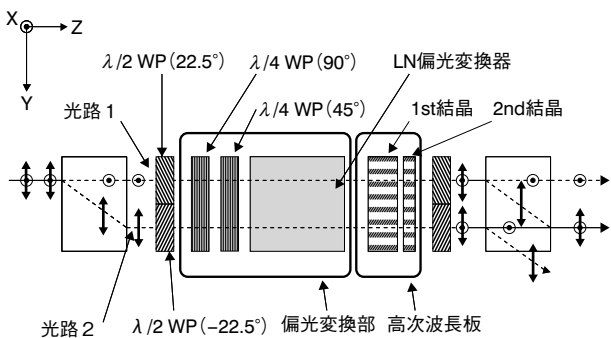 X
Z
Y
λ/2 WP(22.5°)
λ/4 WP(90°)
LN偏光変換器
光路1
λ/4 WP(45°)
1st結晶
2nd結晶
光路2
λ/2 WP(−22.5°)
偏光変換部
高次波長板